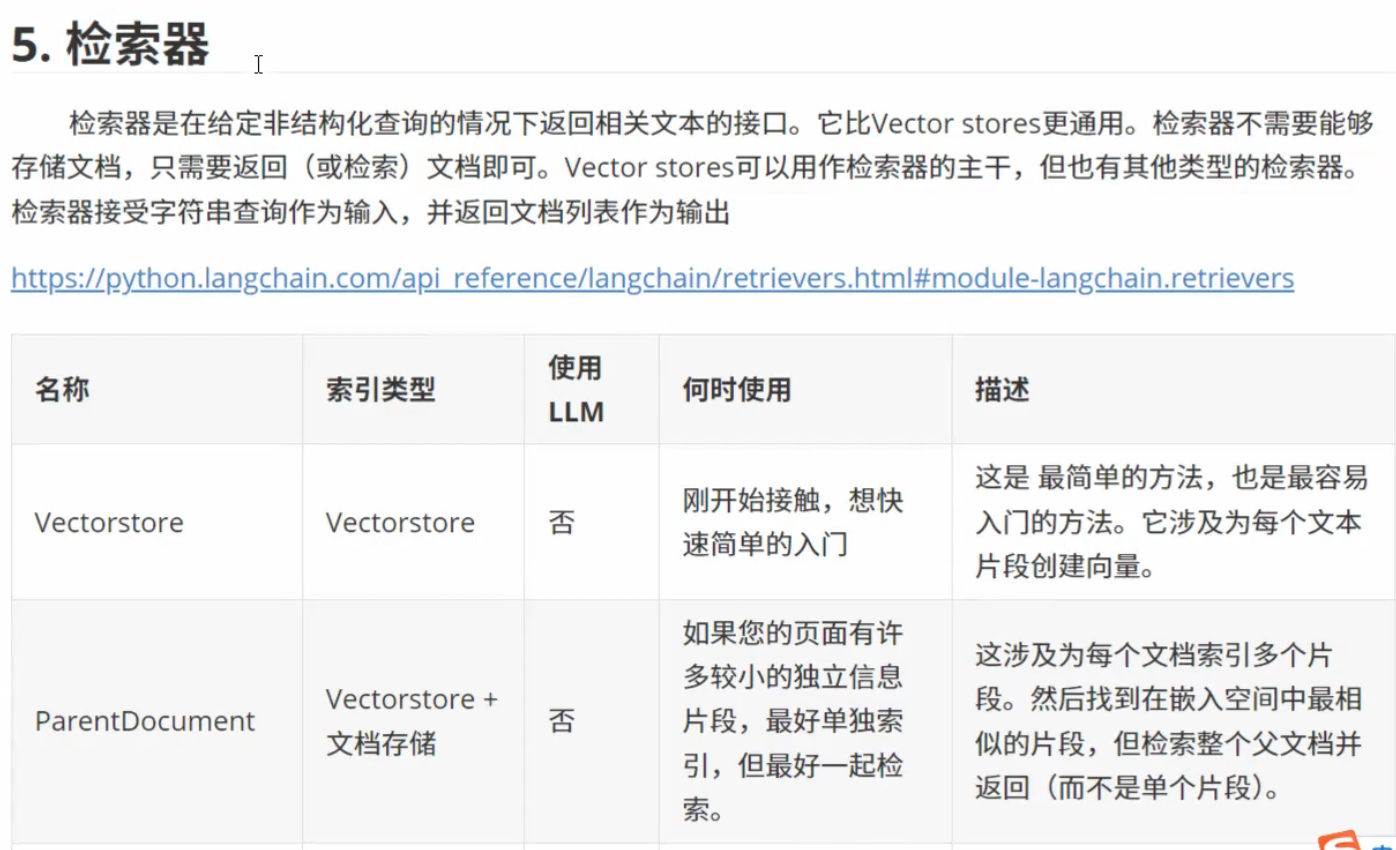 5. 检索器
检索器是在给定非结构化查询的情况下返回相关文本的接口。它比Vector stores更通用。检索器不需要能够
存储文档，只需要返回（或检索）文档即可。Vector stores可以用作检索器的主干，但也有其他类型的检索器。
检索器接受字符串查询作为输入，并返回文档列表作为输出
https://python.langchain.com/api_reference/langchain/retrievers.html#module-langchain.retrievers
名称
索引类型
使用
LLM
何时使用
描述
Vectorstore
Vectorstore
否
刚开始接触，想快
速简单的入门
这是 最简单的方法，也是最容易
入门的方法。它涉及为每个文本
片段创建向量。
ParentDocument
Vectorstore +
文档存储
否
如果您的页面有许
多较小的独立信息
片段，最好单独索
引，但最好一起检
索。
这涉及为每个文档索引多个片
段。然后找到在嵌入空间中最相
似的片段，但检索整个父文档并
返回（而不是单个片段）。